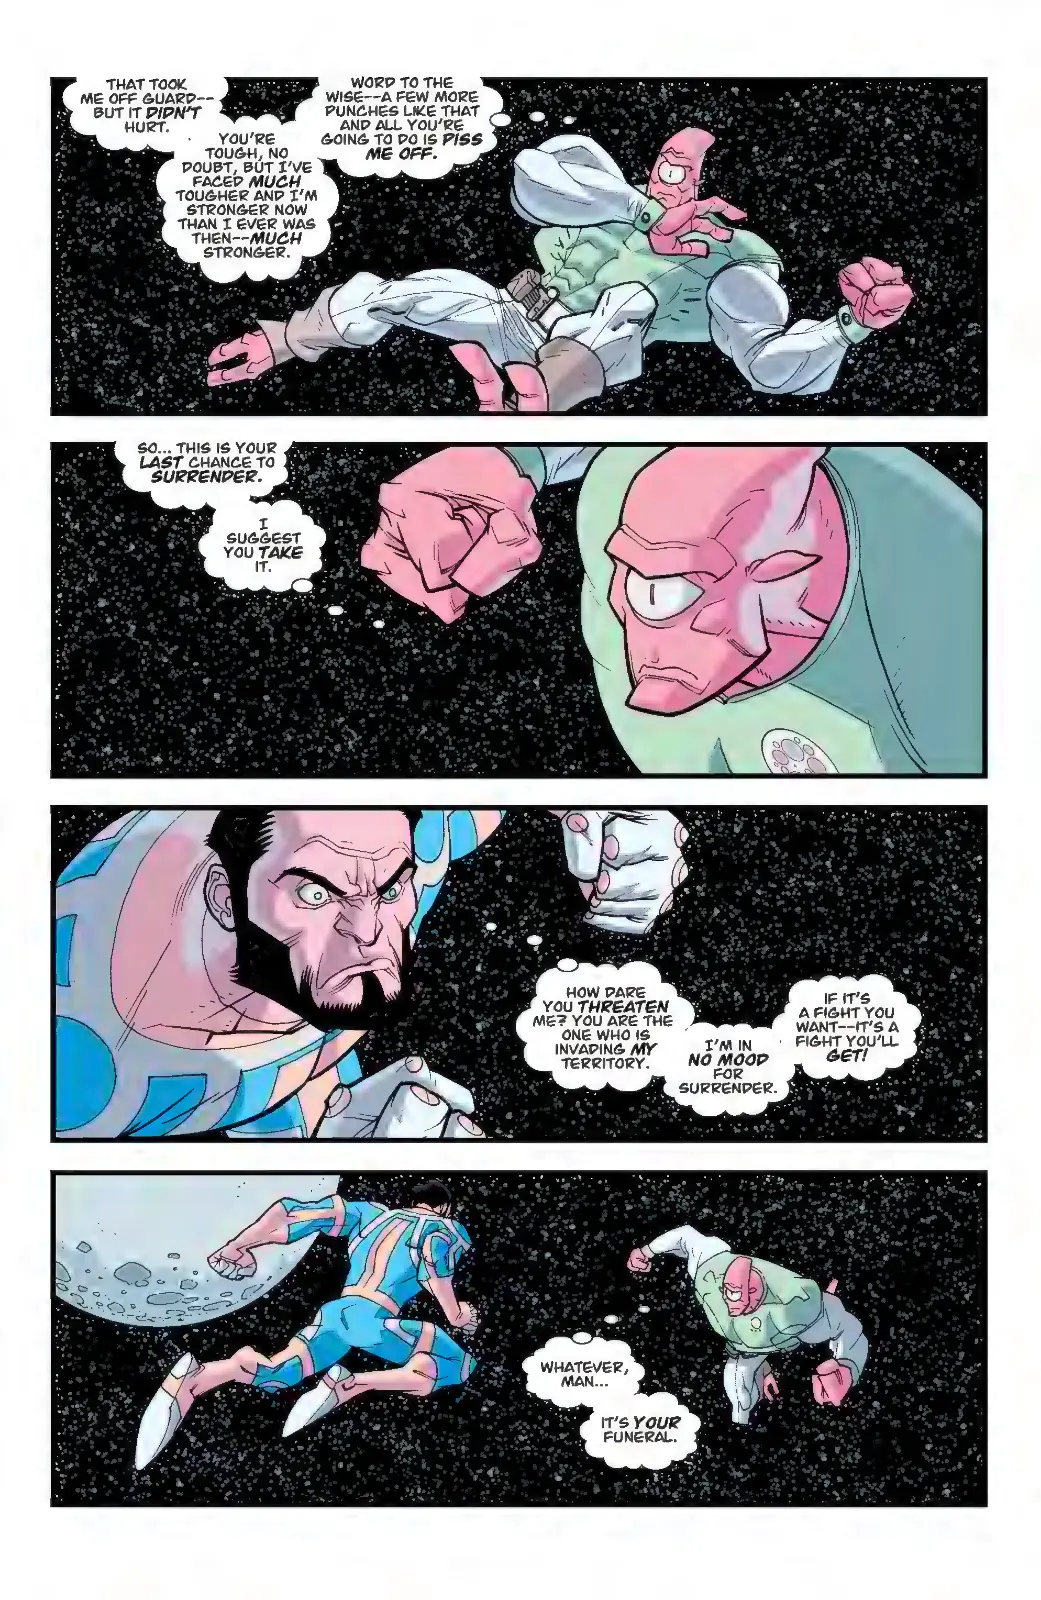 THAT TOOK
ME OFF GUARD--
BUT IT DIDN'T
HURT.
YOU'RE
TOUGH, NO
DOUBT, BUT I'VE
FACED MUCH
TOUGHER AND I'M
STRONGER NOW
THAN I EVER WAS
THEN--MUCH
STRONGER.
WORD TO THE
WISE--A FEW MORE
PUNCHES LIKE THAT
AND ALL YOU'RE
GOING TO DO IS PISS
ME OFF.
SO... THIS IS YOUR
LAST CHANCE TO
SURRENDER.
I
SUGGEST
YOU TAKE
IT.
HOW DARE
YOU THREATEN
ME? YOU ARE THE
ONE WHO IS
INVADING MY
TERRITORY.
I'M IN
NO MOOD
FOR
SURRENDER.
IF IT'S
A FIGHT YOU
WANT--IT'S A
FIGHT YOU'LL
GET!
WHATEVER,
MAN...
IT'S YOUR
FUNERAL.